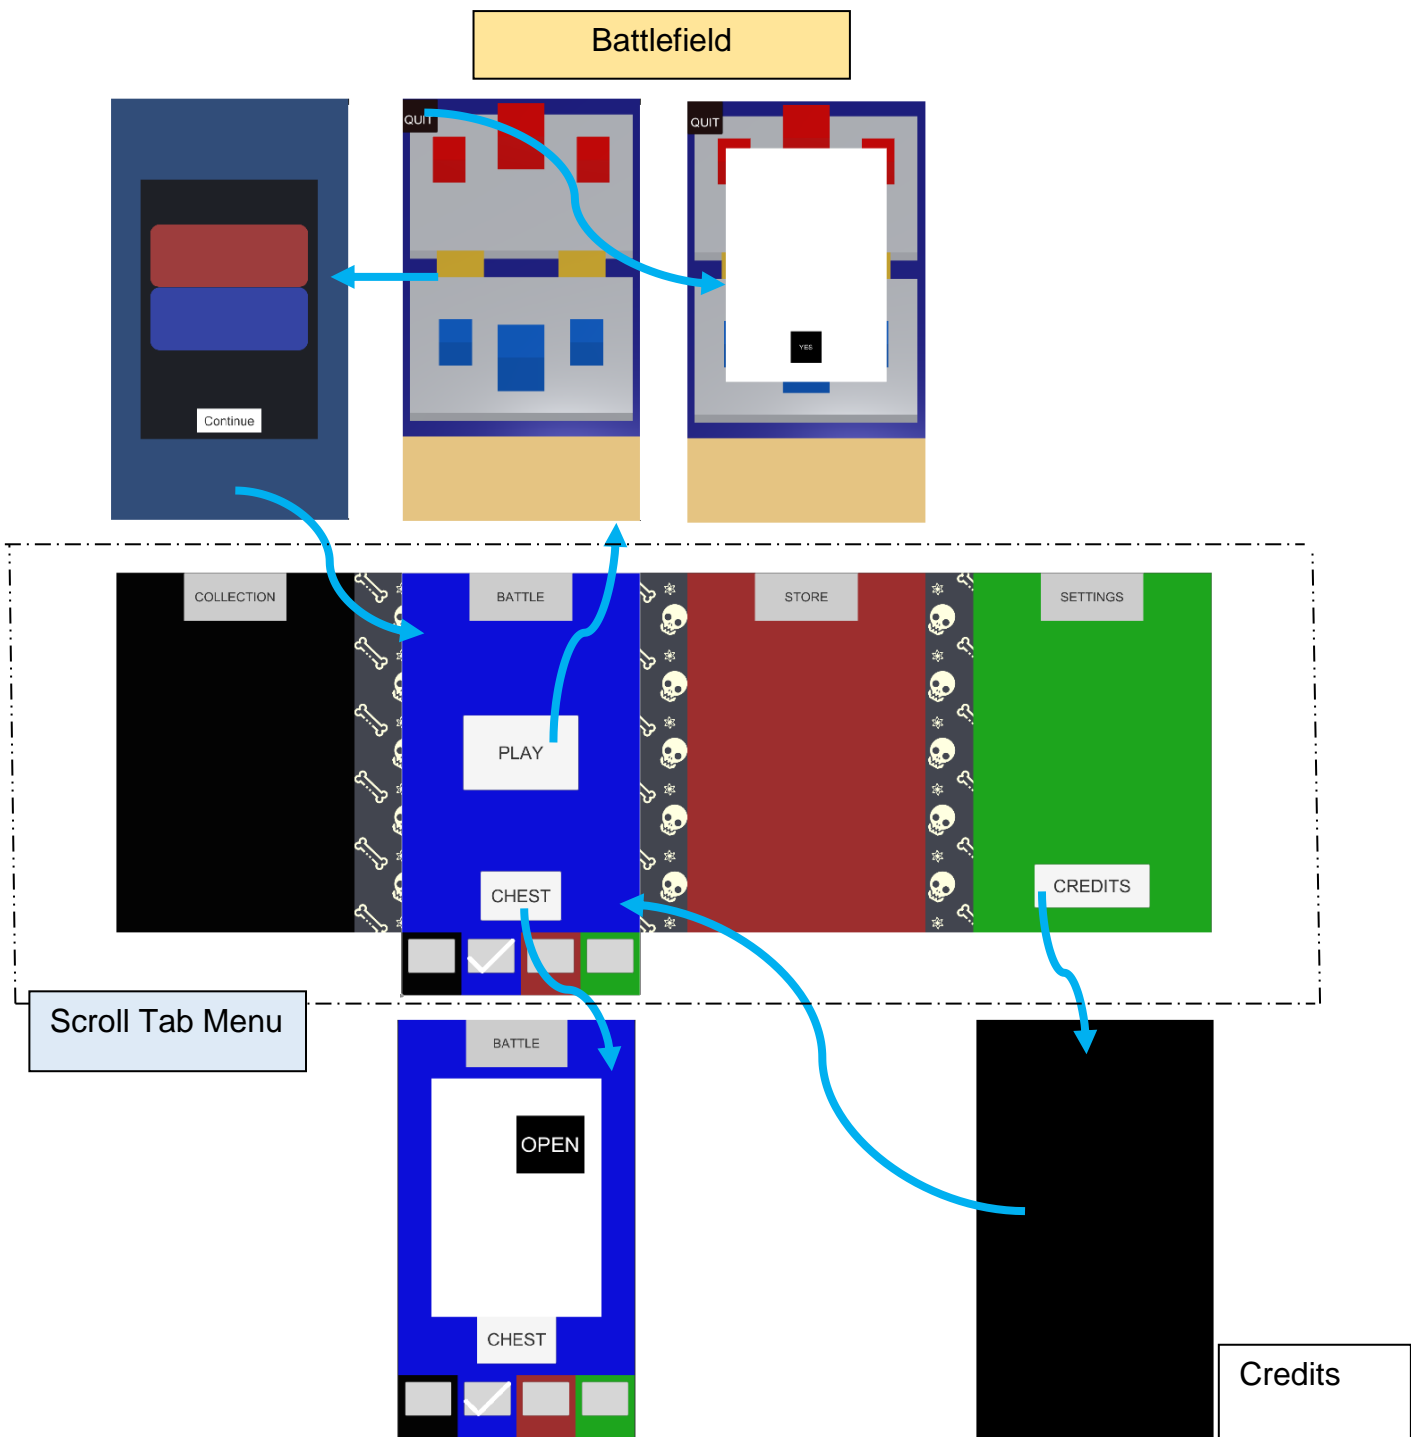 Battlefield
QUIT
QUIT
YES
Continue
COLLECTION
BATTLE
STORE
SETTINGS
PLAY
CHEST
CREDITS
Scroll Tab Menu
BATTLE
OPEN
CHEST
Credits